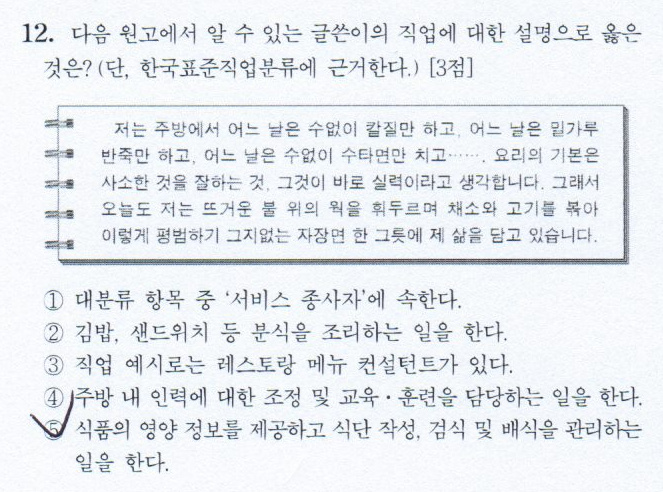 12. 다음 원고에서 알 수 있는 글쓴이의 직업에 대한 설명으로 옳은
것은? (단, 한국표준직업분류에 근거한다.) [3점]
저는 주방에서 어느 날은 수없이 칼질만 하고, 어느 날은 밀가루
반죽만 하고, 어느 날은 수없이 수타면만 치고……. 요리의 기본은
사소한 것을 잘하는 것, 그것이 바로 실력이라고 생각합니다. 그래서
오늘도 저는 뜨거운 불 위의 웍을 휘두르며 채소와 고기를 볶아
이렇게 평범하기 그지없는 자장면 한 그릇에 제 삶을 담고 있습니다.
① 대분류 항목 중 ‘서비스 종사자’에 속한다.
② 김밥, 샌드위치 등 분식을 조리하는 일을 한다.
③ 직업 예시로는 레스토랑 메뉴 컨설턴트가 있다.
④ 주방 내 인력에 대한 조정 및 교육·훈련을 담당하는 일을 한다.
⑤ 식품의 영양 정보를 제공하고 식단 작성, 검식 및 배식을 관리하는
일을 한다.